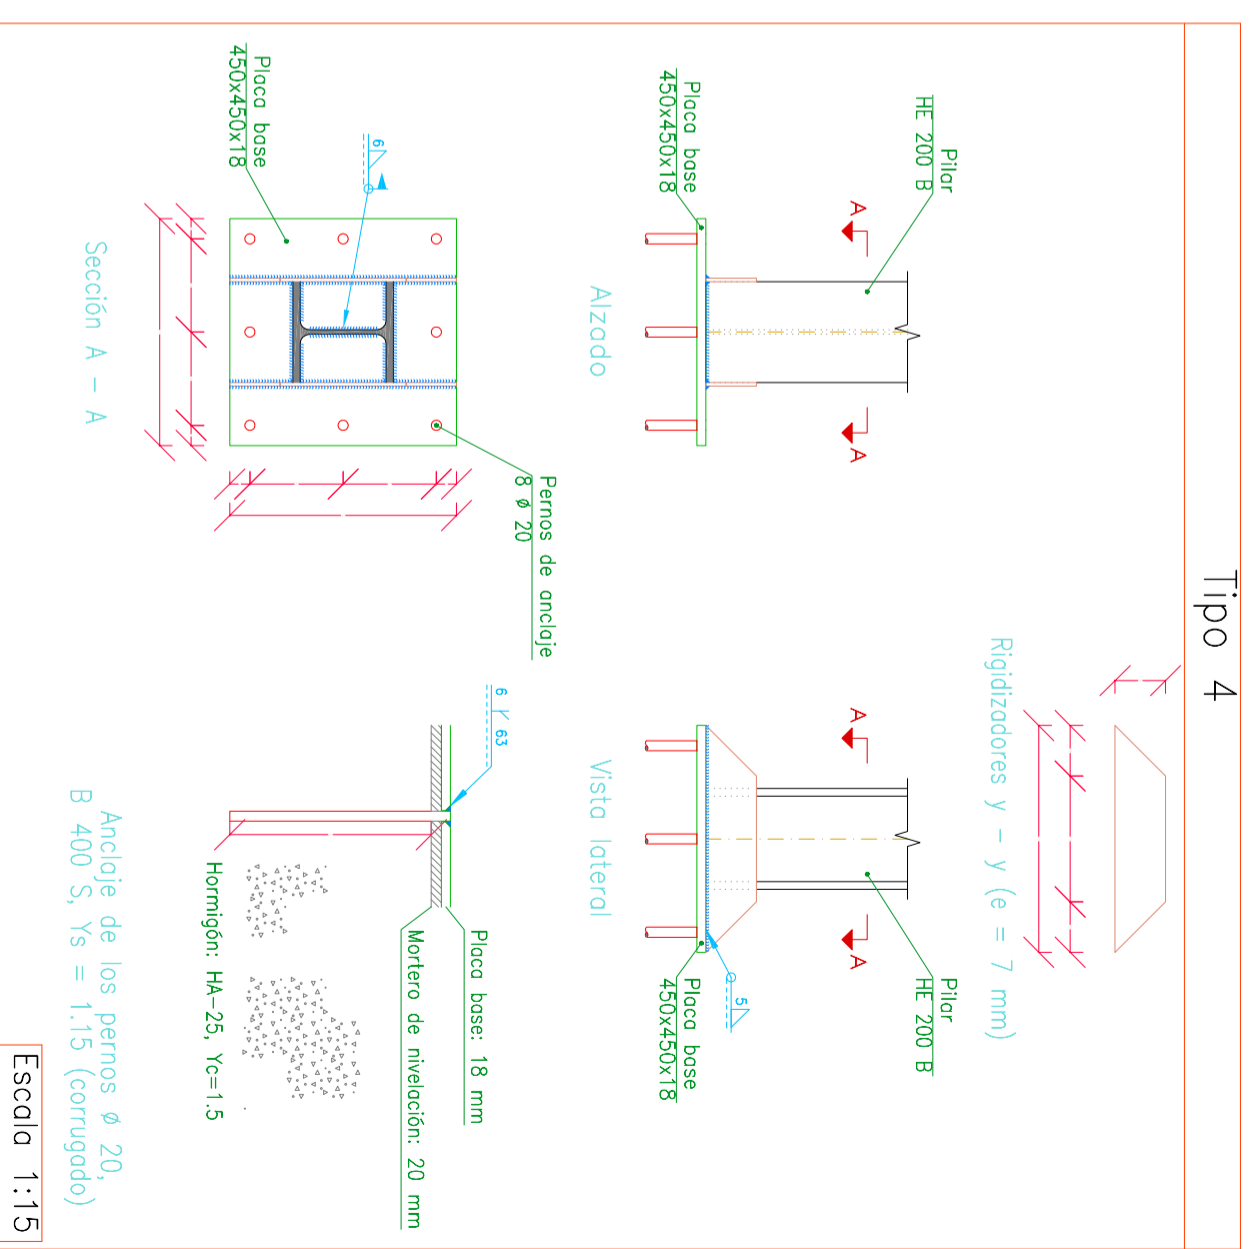 Tipo 4
Pilar
HE 200 B
A
A
Placa base
450x450x18
Alzado
Placa base
450x450x18
6
Pernos de anclaje
8 Ø 20
Sección A - A
Rigidizadores y - y (e = 7 mm)
Pilar
HE 200 B
A
A
5
Placa base
450x450x18
Vista lateral
6
63
Placa base: 18 mm
Mortero de nivelación: 20 mm
Hormigón: HA-25, Yc=1.5
Anclaje de los pernos Ø 20,
B 400 S, Ys = 1.15 (corrugado)
Escala 1:15